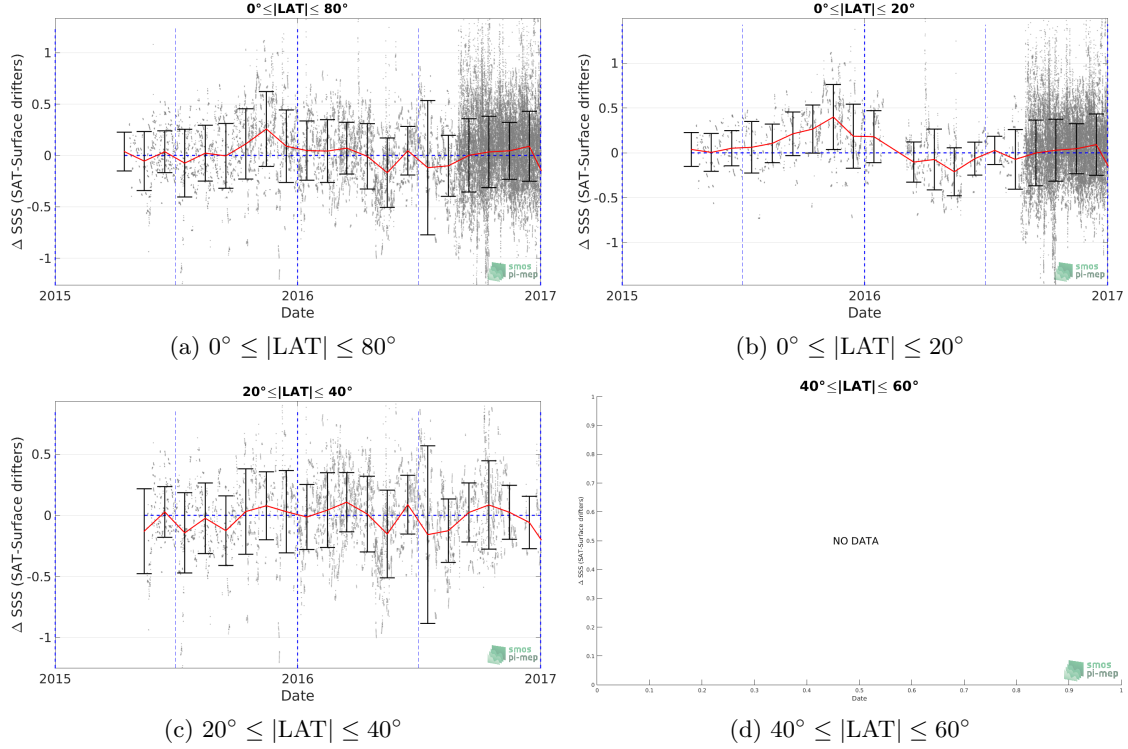 0°≤|LAT|≤ 80°
1
0.5
0
-0.5
-1
Δ SSS (SAT-Surface drifters)
2015
2016
2017
Date
smos
pi-mep
(a) 0° ≤ |LAT| ≤ 80°
0°≤|LAT|≤ 20°
1
0.5
0
-0.5
-1
Δ SSS (SAT-Surface drifters)
2015
2016
2017
Date
smos
pi-mep
(b) 0° ≤ |LAT| ≤ 20°
20°≤|LAT|≤ 40°
0.5
0
-0.5
-1
Δ SSS (SAT-Surface drifters)
2015
2016
2017
Date
smos
pi-mep
(c) 20° ≤ |LAT| ≤ 40°
40°≤|LAT|≤ 60°
1
0.9
0.8
0.7
0.6
0.5
0.4
0.3
0.2
0.1
0
Δ SSS (SAT-Surface drifters)
NO DATA
0
0.1
0.2
0.3
0.4
0.5
0.6
0.7
0.8
0.9
1
Date
smos
pi-mep
(d) 40° ≤ |LAT| ≤ 60°